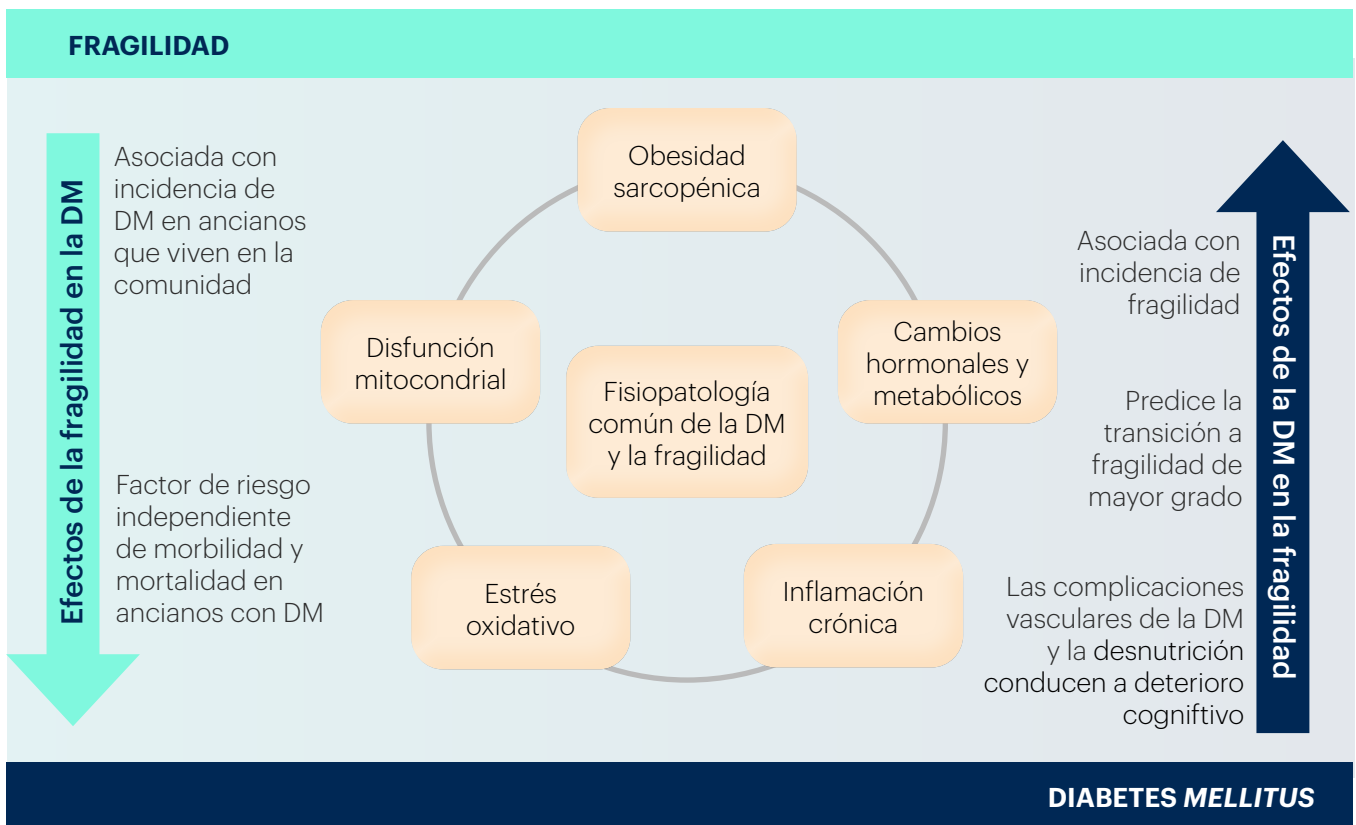 FRAGILIDAD
Efectos de la fragilidad en la DM
Asociada con
incidencia de
DM en ancianos
que viven en la
comunidad
Factor de riesgo
independiente
de morbilidad y
mortalidad en
ancianos con DM
Obesidad
sarcopénica
Disfunción
mitocondrial
Cambios
hormonales y
metabólicos
Fisiopatología
común de la DM
y la fragilidad
Estrés
oxidativo
Inflamación
crónica
Asociada con
incidencia de
fragilidad
Predice la
transición a
fragilidad de
mayor grado
Las complicaciones
vasculares de la DM
y la desnutrición
conducen a deterioro
cogniftivo
Efectos de la DM en la fragilidad
DIABETES MELLITUS